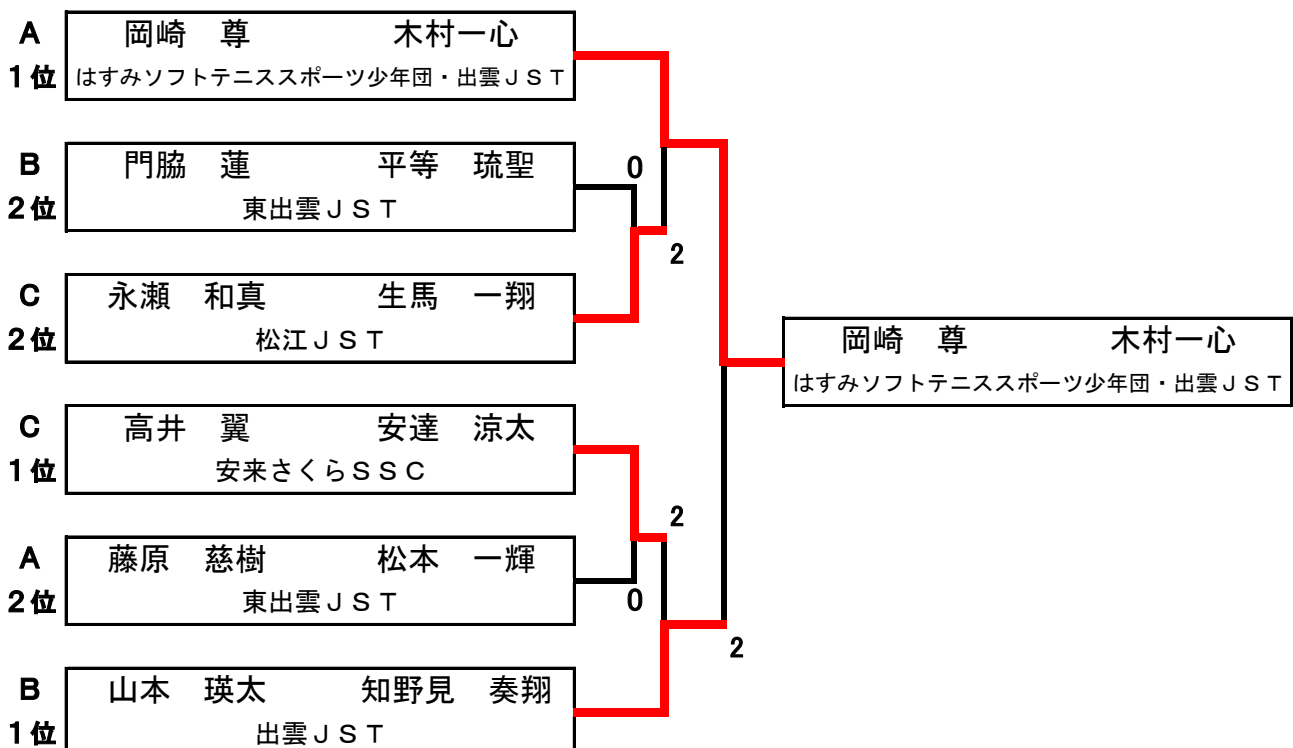 A
1位
岡崎　尊　木村一心
はすみソフトテニススポーツ少年団・出雲ＪＳＴ
B
2位
門脇　蓮　平等　琉聖
東出雲ＪＳＴ
0
2
C
2位
永瀬　和真　生馬　一翔
松江ＪＳＴ
岡崎　尊　木村一心
はすみソフトテニススポーツ少年団・出雲ＪＳＴ
C
1位
高井　翼　安達　涼太
安来さくらＳＳＣ
2
A
2位
藤原　慈樹　松本　一輝
東出雲ＪＳＴ
0
2
B
1位
山本　瑛太　知野見　奏翔
出雲ＪＳＴ